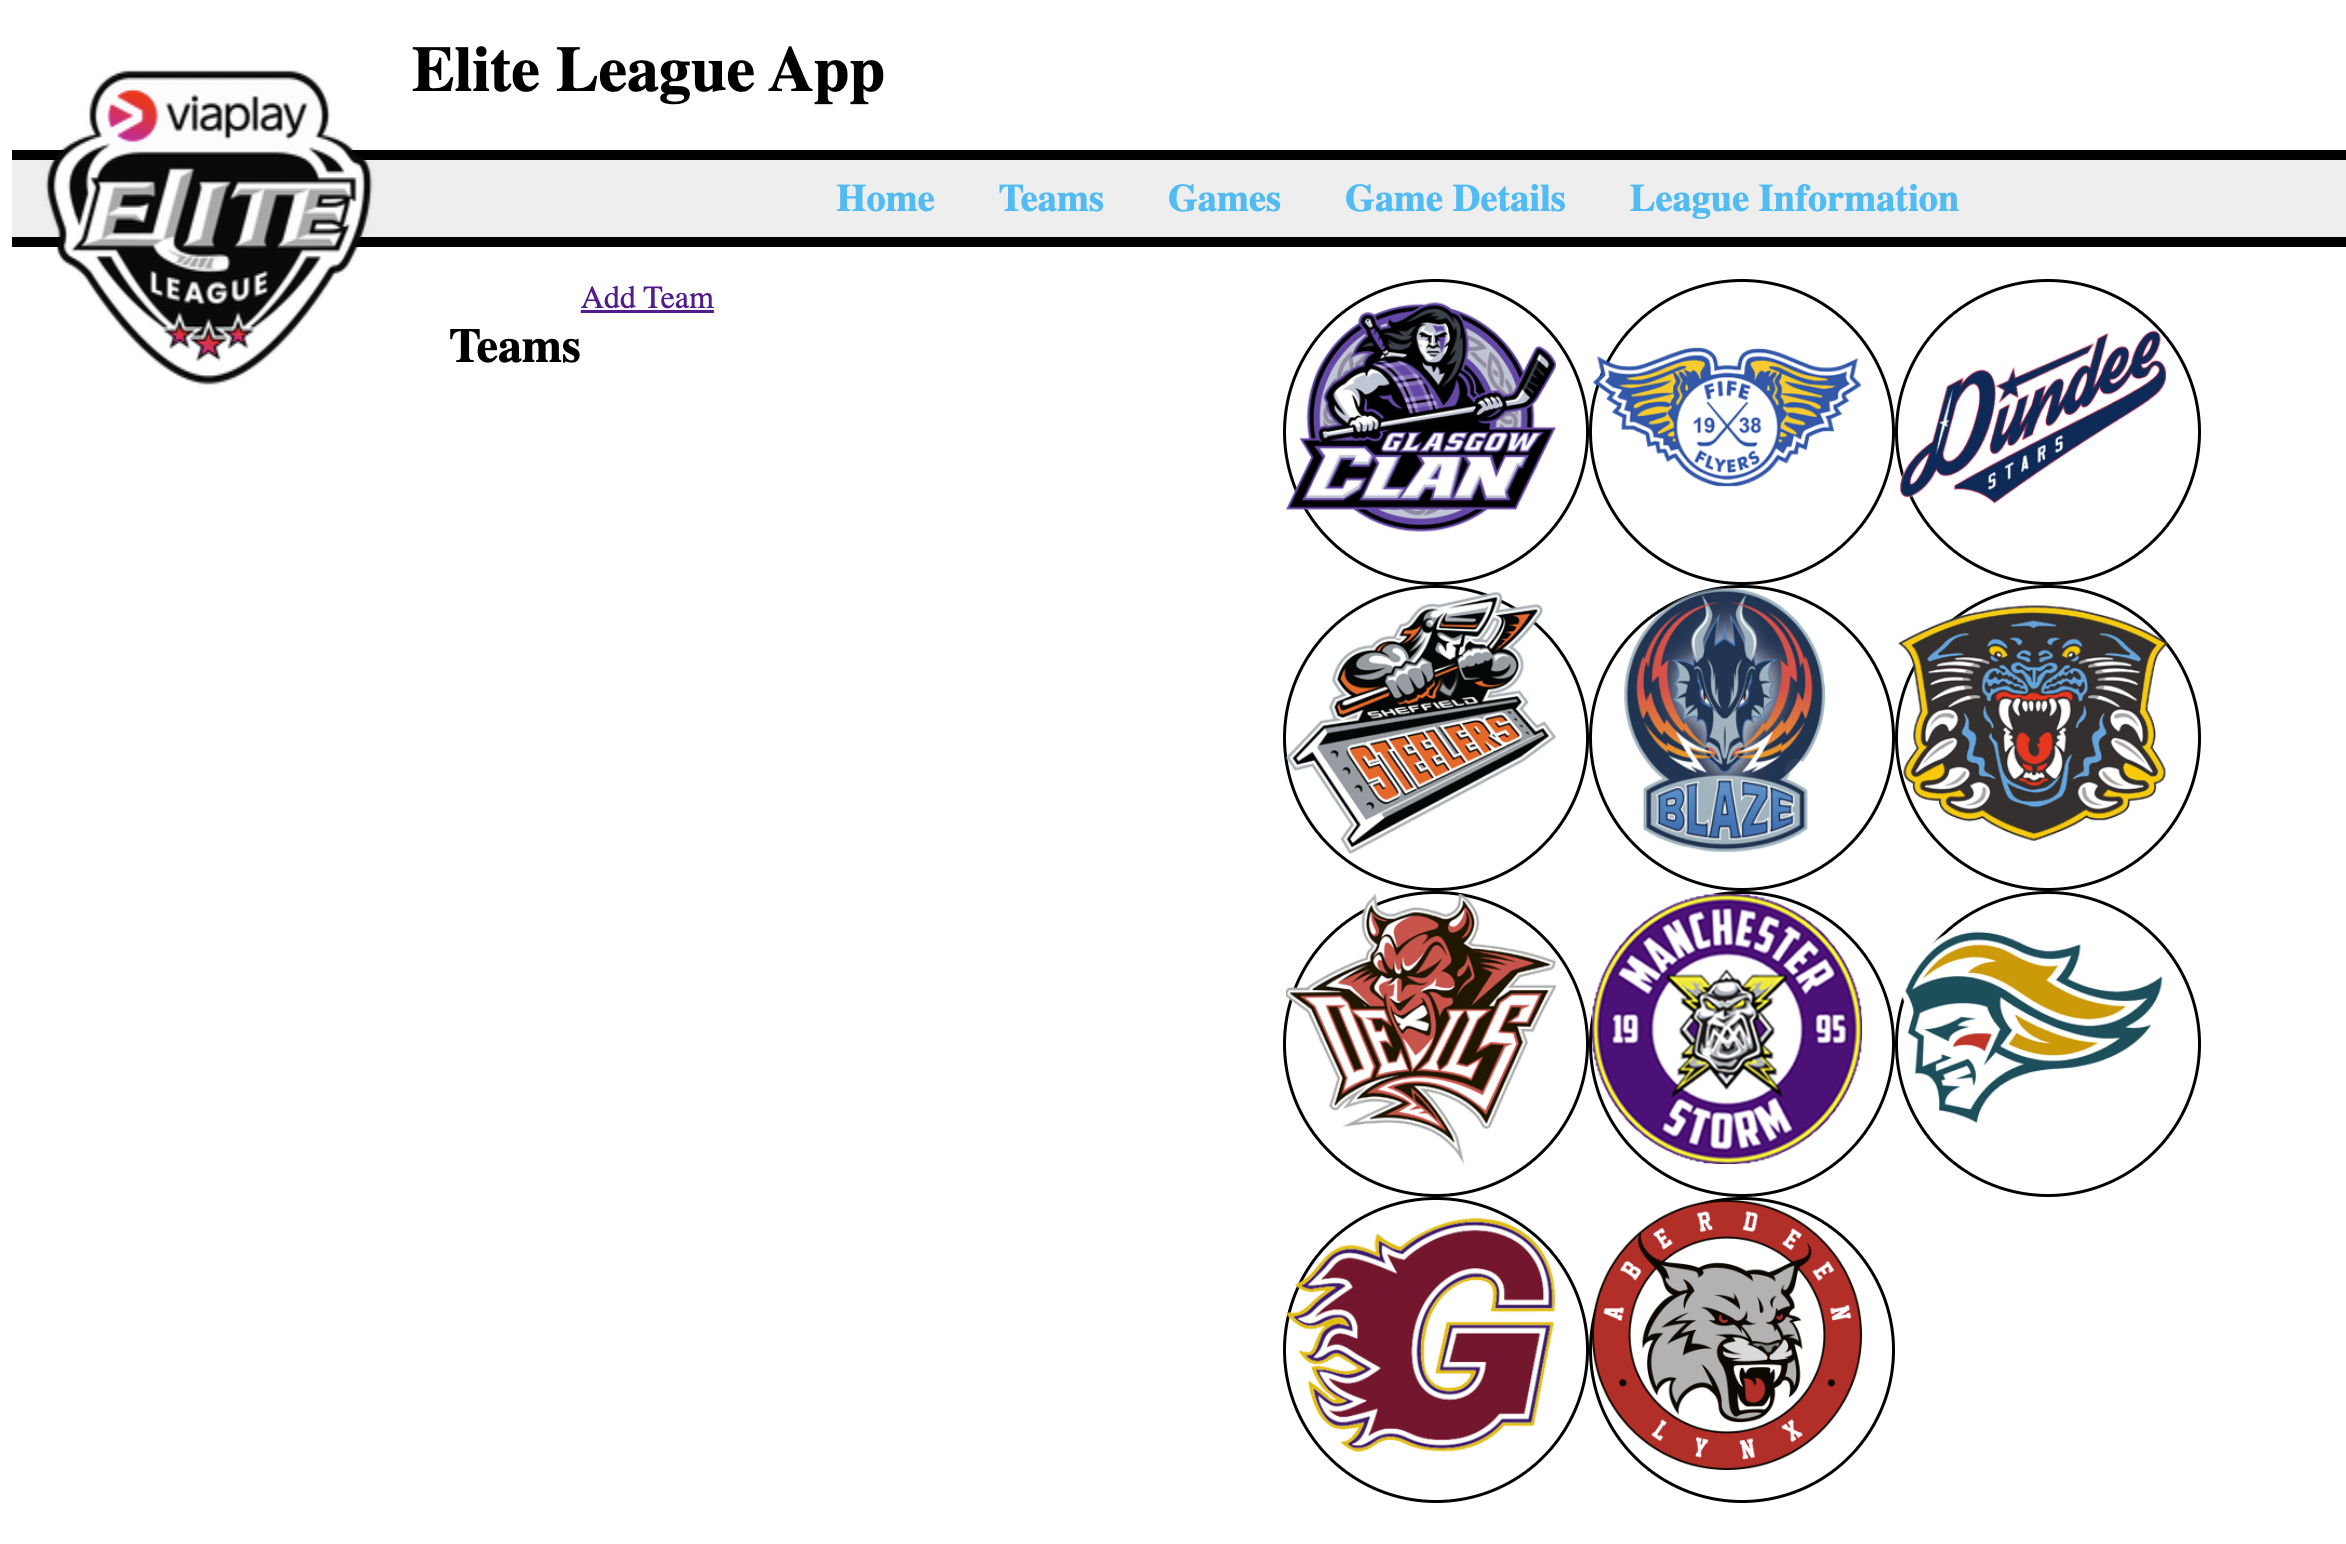 Elite League App
viaplay
ELITE
LEAGUE
Home Teams Games Game Details League Information
Add Team
Teams
GLASGOW
CLAN
FIFE
19 38
FLYERS
Dundee
STARS
SHEFFIELD
STEELERS
BLAZE
DEVILS
MANCHESTER
19 95
STORM
G
ABERDEEN
LYNX